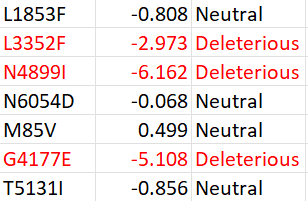 L1853F -0.808 Neutral
L3352F -2.973 Deleterious
N4899I -6.162 Deleterious
N6054D -0.068 Neutral
M85V 0.499 Neutral
G4177E -5.108 Deleterious
T5131I -0.856 Neutral